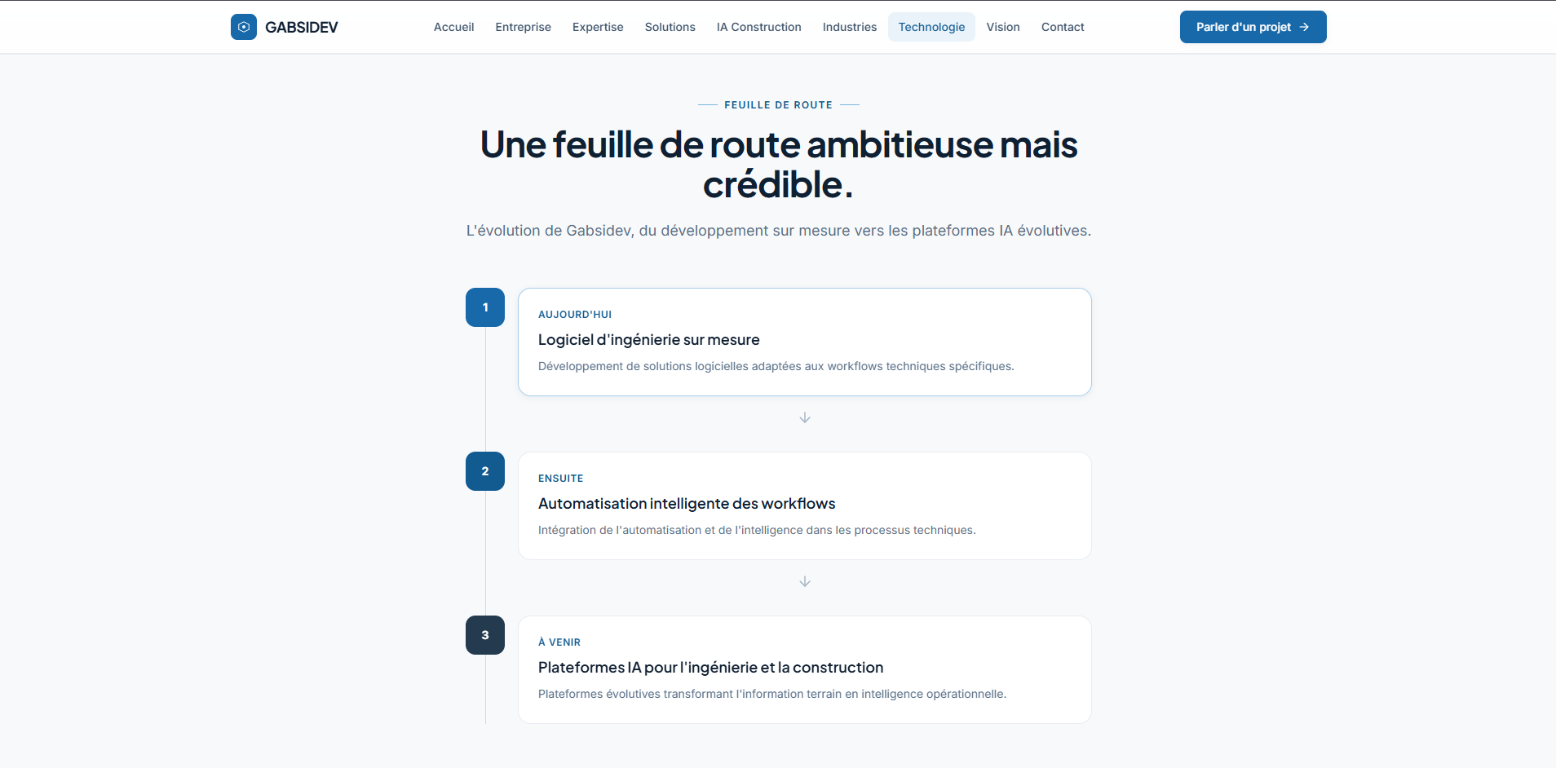 GABSIDEV
Accueil
Entreprise
Expertise
Solutions
IA Construction
Industries
Technologie
Vision
Contact
Parler d'un projet →
FEUILLE DE ROUTE
Une feuille de route ambitieuse mais
crédible.
L'évolution de Gabsidev, du développement sur mesure vers les plateformes IA évolutives.
1
AUJOURD'HUI
Logiciel d'ingénierie sur mesure
Développement de solutions logicielles adaptées aux workflows techniques spécifiques.
2
ENSUITE
Automatisation intelligente des workflows
Intégration de l'automatisation et de l'intelligence dans les processus techniques.
3
À VENIR
Plateformes IA pour l'ingénierie et la construction
Plateformes évolutives transformant l'information terrain en intelligence opérationnelle.